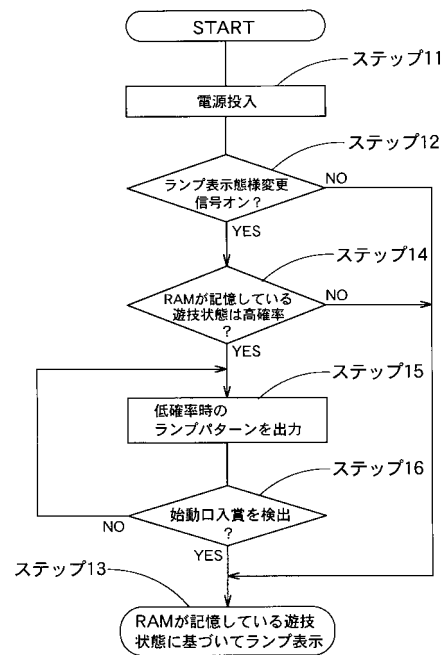 START
ステップ11
電源投入
ステップ12
ランプ表示態様変更
信号オン？
NO
YES
ステップ14
RAMが記憶している
遊技状態は高確率
？
NO
YES
ステップ15
低確率時の
ランプパターンを出力
ステップ16
始動口入賞を検出
？
NO
YES
ステップ13
RAMが記憶している遊技
状態に基づいてランプ表示